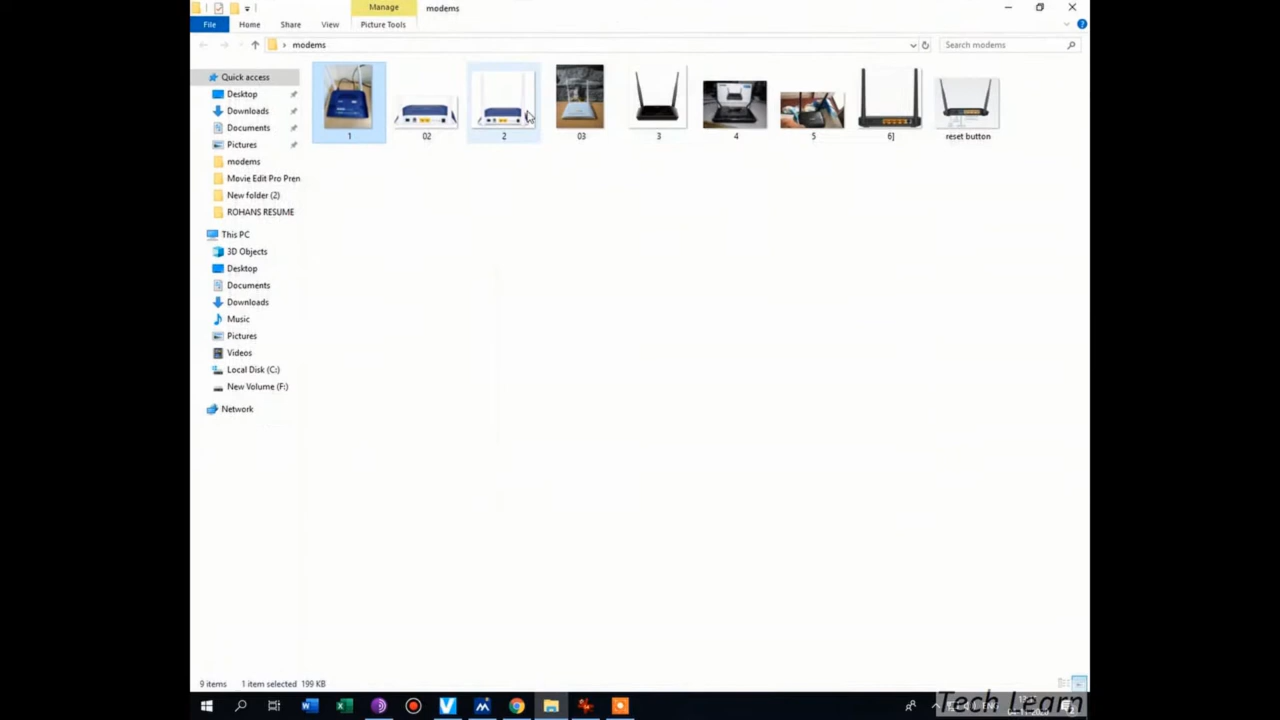 Manage
modems
File
Home
Share
View
Picture Tools
modems
Search modems
Quick access
Desktop
Downloads
Documents
Pictures
modems
Movie Edit Pro Pren
New folder (2)
ROHANS RESUME
This PC
3D Objects
Desktop
Documents
Downloads
Music
Pictures
Videos
Local Disk (C:)
New Volume (F:)
Network
1
02
2
03
3
4
5
6]
reset button
9 items
1 item selected
199 KB
ENG
Tech Learn